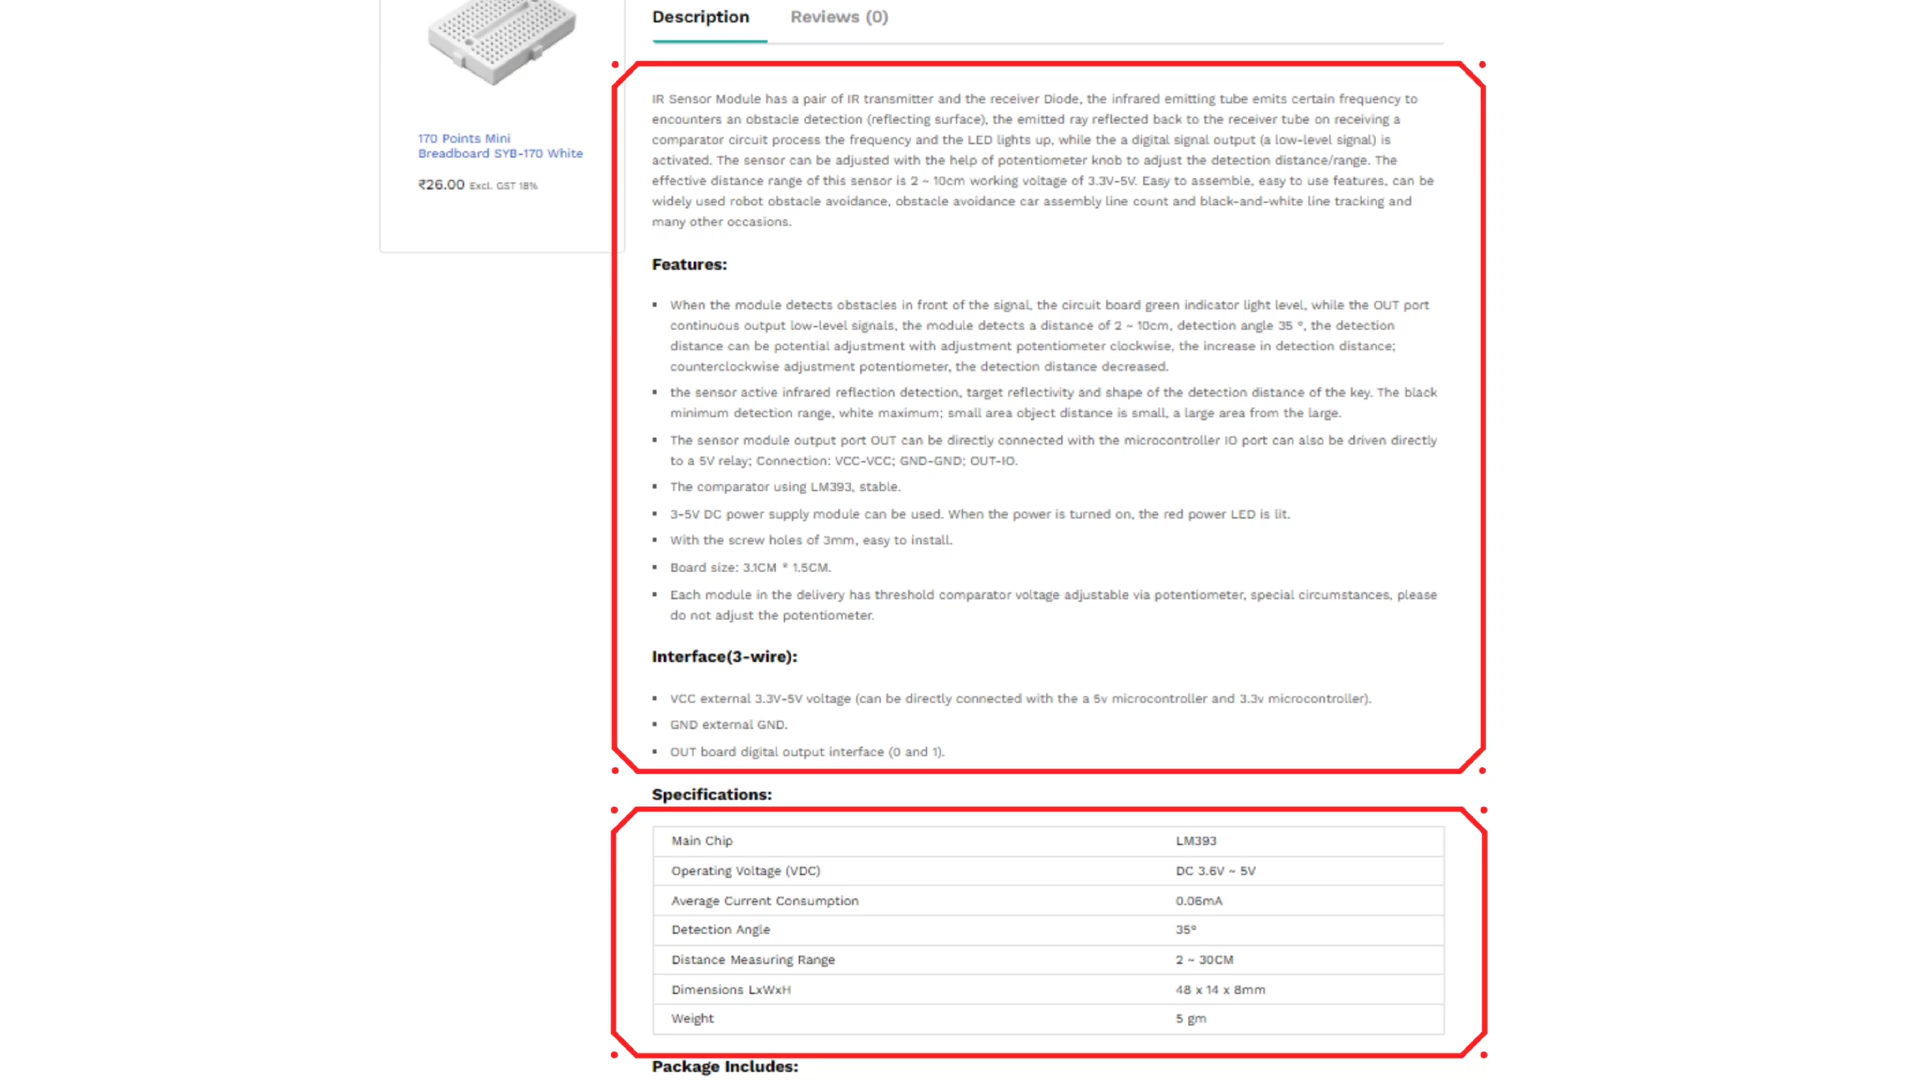 Description
Reviews (0)
170 Points Mini
Breadboard SYB-170 White
₹26.00 Excl. GST 18%
IR Sensor Module has a pair of IR transmitter and the receiver Diode, the infrared emitting tube emits certain frequency to
encounters an obstacle detection (reflecting surface), the emitted ray reflected back to the receiver tube on receiving a
comparator circuit process the frequency and the LED lights up, while the a digital signal output (a low-level signal) is
activated. The sensor can be adjusted with the help of potentiometer knob to adjust the detection distance/range. The
effective distance range of this sensor is 2 ~ 10cm working voltage of 3.3V-5V. Easy to assemble, easy to use features, can be
widely used robot obstacle avoidance, obstacle avoidance car assembly line count and black-and-white line tracking and
many other occasions.
Features:
▪ When the module detects obstacles in front of the signal, the circuit board green indicator light level, while the OUT port
continuous output low-level signals, the module detects a distance of 2 ~ 10cm, detection angle 35 °, the detection
distance can be potential adjustment with adjustment potentiometer clockwise, the increase in detection distance;
counterclockwise adjustment potentiometer, the detection distance decreased.
▪ the sensor active infrared reflection detection, target reflectivity and shape of the detection distance of the key. The black
minimum detection range, white maximum; small area object distance is small, a large area from the large.
▪ The sensor module output port OUT can be directly connected with the microcontroller IO port can also be driven directly
to a 5V relay; Connection: VCC-VCC; GND-GND; OUT-IO.
▪ The comparator using LM393, stable.
▪ 3-5V DC power supply module can be used. When the power is turned on, the red power LED is lit.
▪ With the screw holes of 3mm, easy to install.
▪ Board size: 3.1CM * 1.5CM.
▪ Each module in the delivery has threshold comparator voltage adjustable via potentiometer, special circumstances, please
do not adjust the potentiometer.
Interface(3-wire):
▪ VCC external 3.3V-5V voltage (can be directly connected with the a 5v microcontroller and 3.3v microcontroller).
▪ GND external GND.
▪ OUT board digital output interface (0 and 1).
Specifications:
Main Chip LM393
Operating Voltage (VDC) DC 3.6V ~ 5V
Average Current Consumption 0.06mA
Detection Angle 35°
Distance Measuring Range 2 ~ 30CM
Dimensions LxWxH 48 x 14 x 8mm
Weight 5 gm
Package Includes: